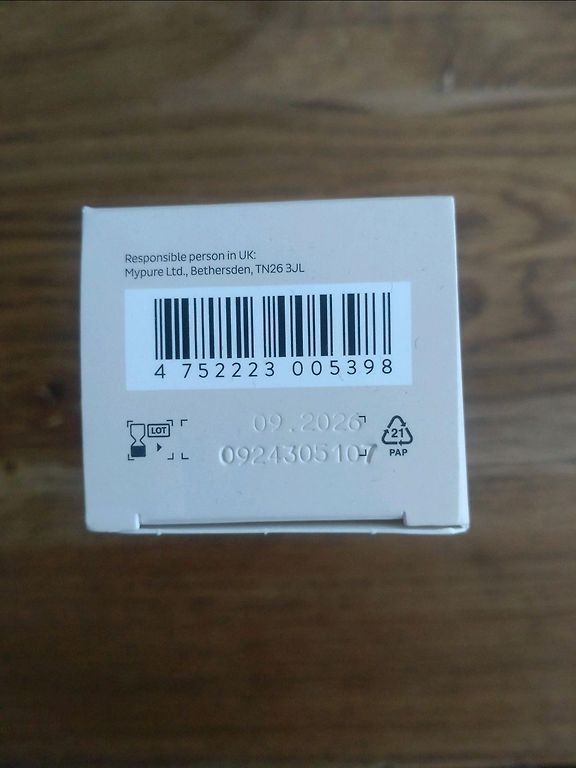 Responsible person in UK:
Mypure Ltd., Bethersden, TN26 3JL
4 752223 005398
LOT
09.2026
0924305107
21
PAP